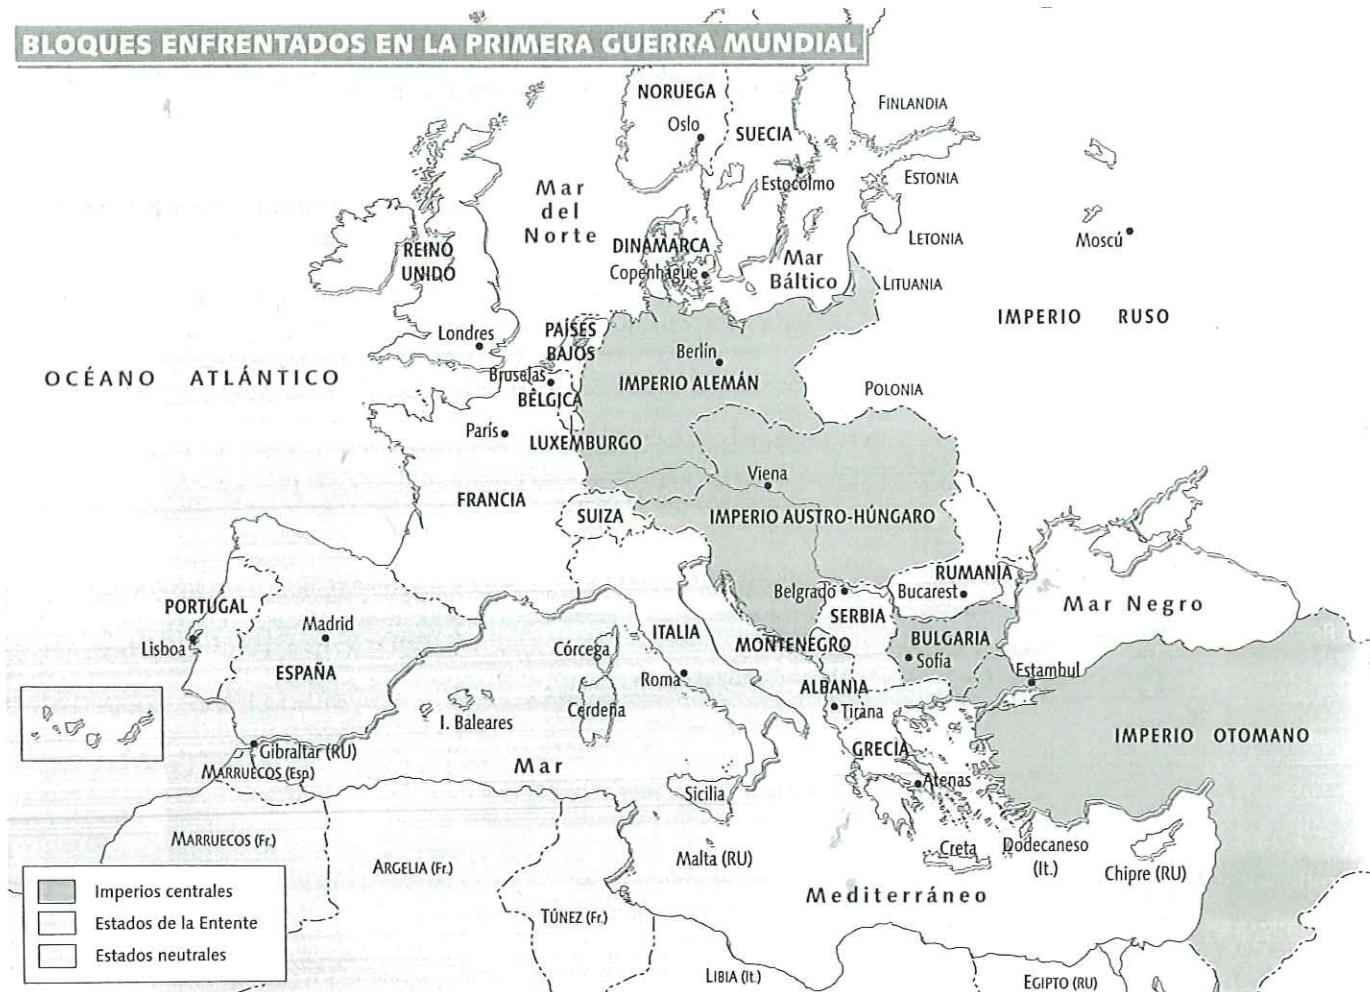 BLOQUES ENFRENTADOS EN LA PRIMERA GUERRA MUNDIAL
NORUEGA
Oslo
SUECIA
FINLANDIA
Estocolmo
ESTONIA
Mar
del
Norte
LETONIA
Moscú
REINO
UNIDO
DINAMARCA
Copenhague
Mar
Báltico
LITUANIA
IMPERIO RUSO
Londres
PAÍSES
BAJOS
Berlín
OCÉANO ATLÁNTICO
Bruselas
BÉLGICA
IMPERIO ALEMÁN
POLONIA
París
LUXEMBURGO
Viena
FRANCIA
SUIZA
IMPERIO AUSTRO-HÚNGARO
RUMANIA
Belgrado
Bucarest
Mar Negro
PORTUGAL
Lisboa
Madrid
ESPAÑA
Córcega
ITALIA
Roma
SERBIA
MONTENEGRO
BULGARIA
Sofía
Estambul
I. Baleares
Cerdeña
ALBANIA
Tirana
IMPERIO OTOMANO
Gibraltar (RU)
MARRUECOS (Esp)
Mar
GRECIA
Atenas
Sicilia
MARRUECOS (Fr.)
ARGELIA (Fr.)
Malta (RU)
Creta
Dodecaneso
(It.)
Chipre (RU)
Mediterráneo
TÚNEZ (Fr.)
LIBIA (It.)
EGIPTO (RU)
Imperios centrales
Estados de la Entente
Estados neutrales